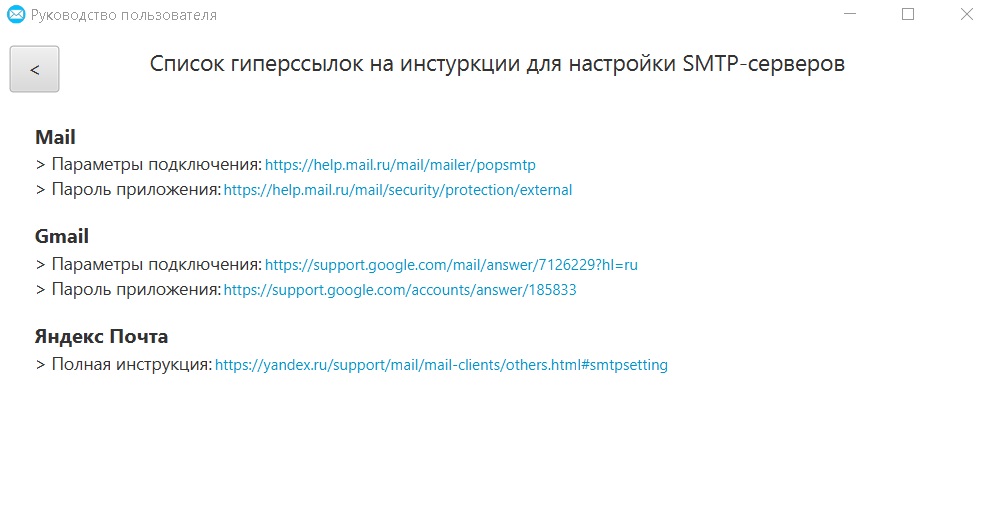 Руководство пользователя
<
Список гиперссылок на инстуркции для настройки SMTP-серверов
Mail
> Параметры подключения: https://help.mail.ru/mail/mailer/popsmtp
> Пароль приложения: https://help.mail.ru/mail/security/protection/external
Gmail
> Параметры подключения: https://support.google.com/mail/answer/7126229?hl=ru
> Пароль приложения: https://support.google.com/accounts/answer/185833
Яндекс Почта
> Полная инструкция: https://yandex.ru/support/mail/mail-clients/others.html#smtpsetting